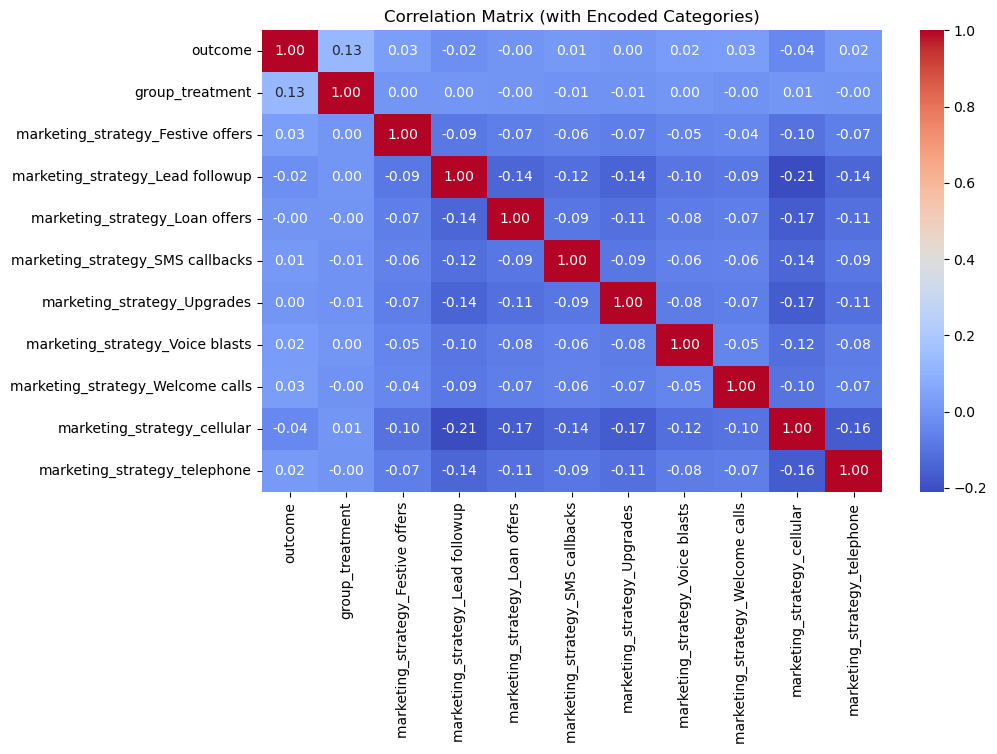 Correlation Matrix (with Encoded Categories)
outcome 1.00 0.13 0.03 -0.02 -0.00 0.01 0.00 0.02 0.03 -0.04 0.02
group_treatment 0.13 1.00 0.00 0.00 -0.00 -0.01 -0.01 0.00 -0.00 0.01 -0.00
marketing_strategy_Festive offers 0.03 0.00 1.00 -0.09 -0.07 -0.06 -0.07 -0.05 -0.04 -0.10 -0.07
marketing_strategy_Lead followup -0.02 0.00 -0.09 1.00 -0.14 -0.12 -0.14 -0.10 -0.09 -0.21 -0.14
marketing_strategy_Loan offers -0.00 -0.00 -0.07 -0.14 1.00 -0.09 -0.11 -0.08 -0.07 -0.17 -0.11
marketing_strategy_SMS callbacks 0.01 -0.01 -0.06 -0.12 -0.09 1.00 -0.09 -0.06 -0.06 -0.14 -0.09
marketing_strategy_Upgrades 0.00 -0.01 -0.07 -0.14 -0.11 -0.09 1.00 -0.08 -0.07 -0.17 -0.11
marketing_strategy_Voice blasts 0.02 0.00 -0.05 -0.10 -0.08 -0.06 -0.08 1.00 -0.05 -0.12 -0.08
marketing_strategy_Welcome calls 0.03 -0.00 -0.04 -0.09 -0.07 -0.06 -0.07 -0.05 1.00 -0.10 -0.07
marketing_strategy_cellular -0.04 0.01 -0.10 -0.21 -0.17 -0.14 -0.17 -0.12 -0.10 1.00 -0.16
marketing_strategy_telephone 0.02 -0.00 -0.07 -0.14 -0.11 -0.09 -0.11 -0.08 -0.07 -0.16 1.00
outcome
group_treatment
marketing_strategy_Festive offers
marketing_strategy_Lead followup
marketing_strategy_Loan offers
marketing_strategy_SMS callbacks
marketing_strategy_Upgrades
marketing_strategy_Voice blasts
marketing_strategy_Welcome calls
marketing_strategy_cellular
marketing_strategy_telephone
1.0
0.8
0.6
0.4
0.2
0.0
−0.2